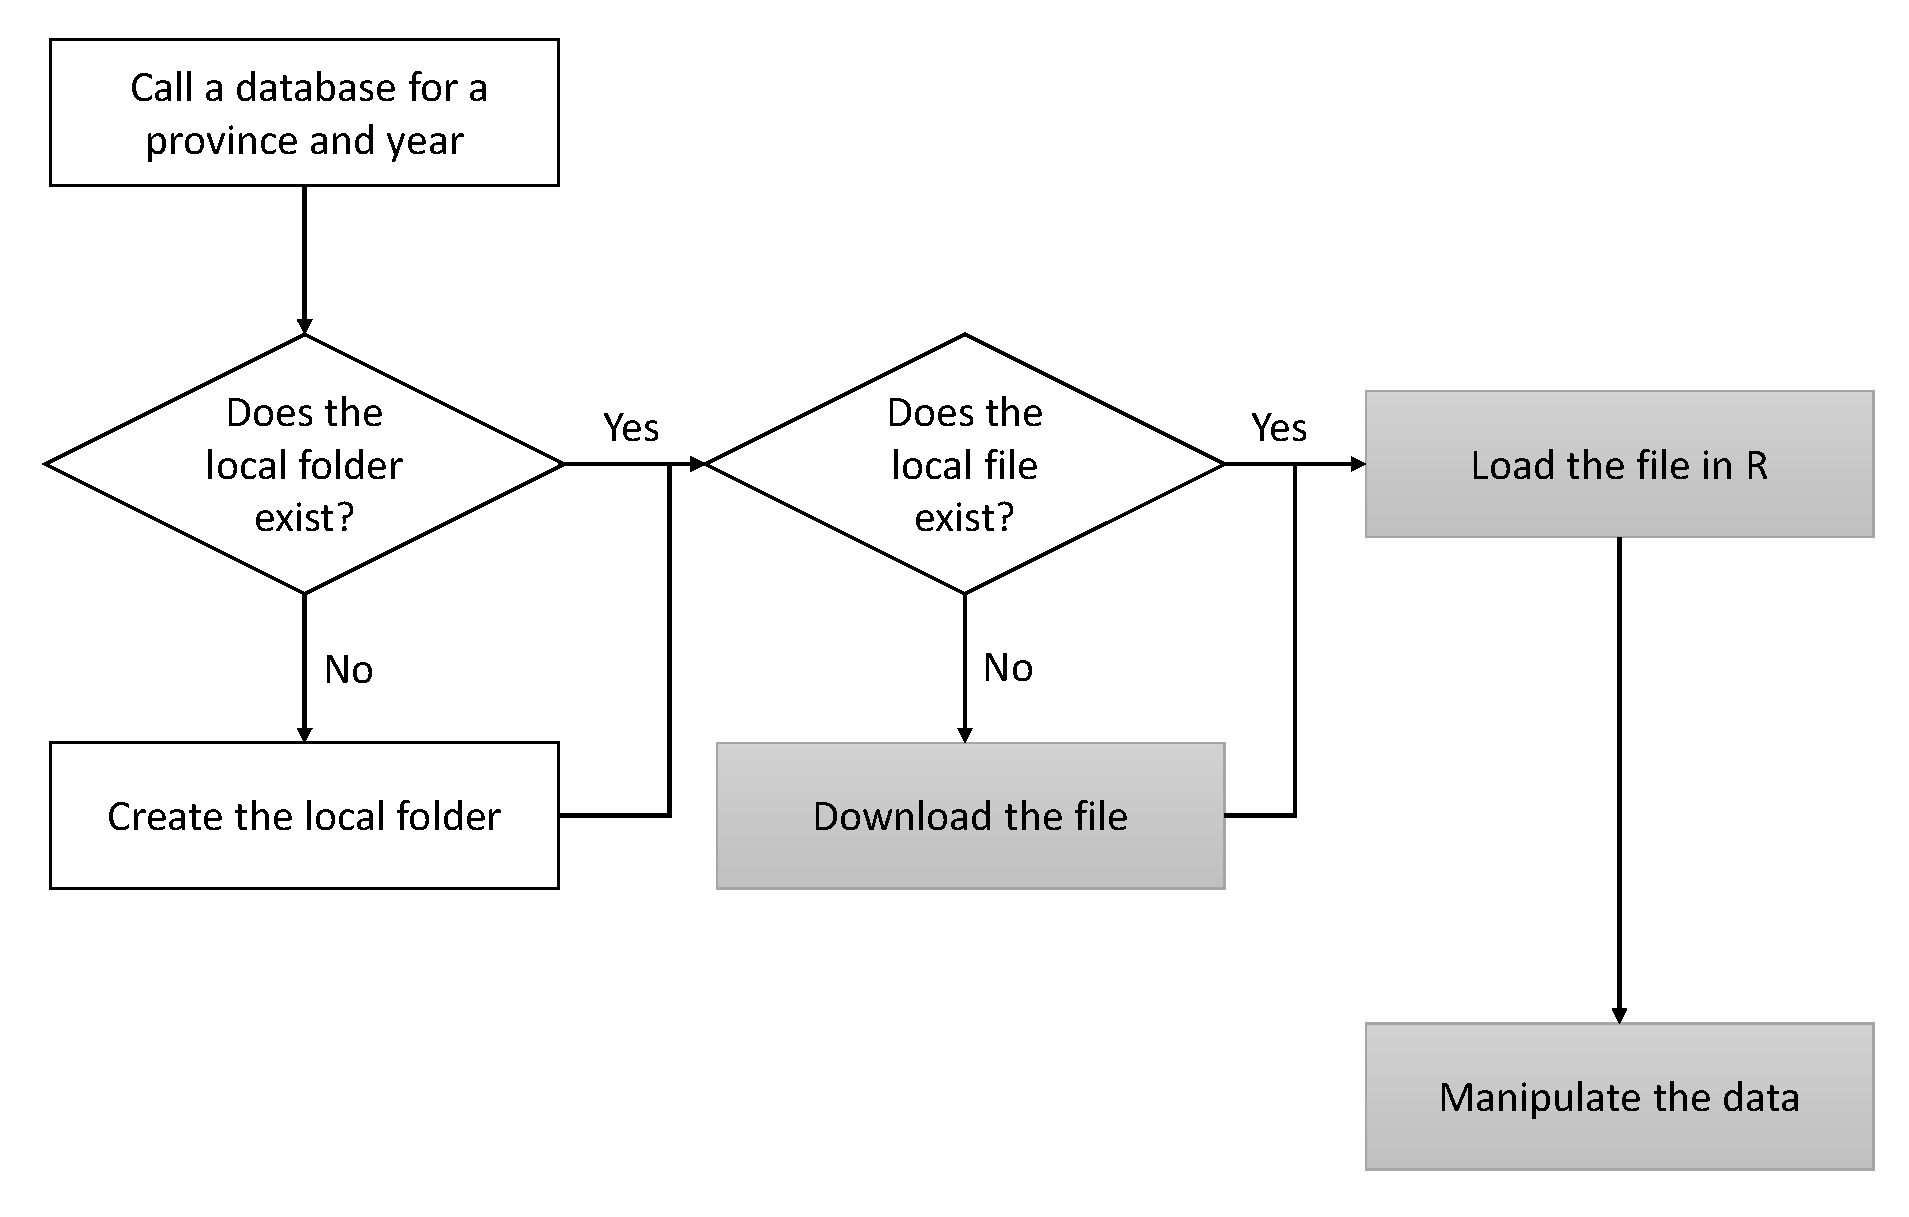 Call a database for a
province and year
Does the
local folder
exist?
Yes
No
Create the local folder
Does the
local file
exist?
Yes
No
Download the file
Load the file in R
Manipulate the data